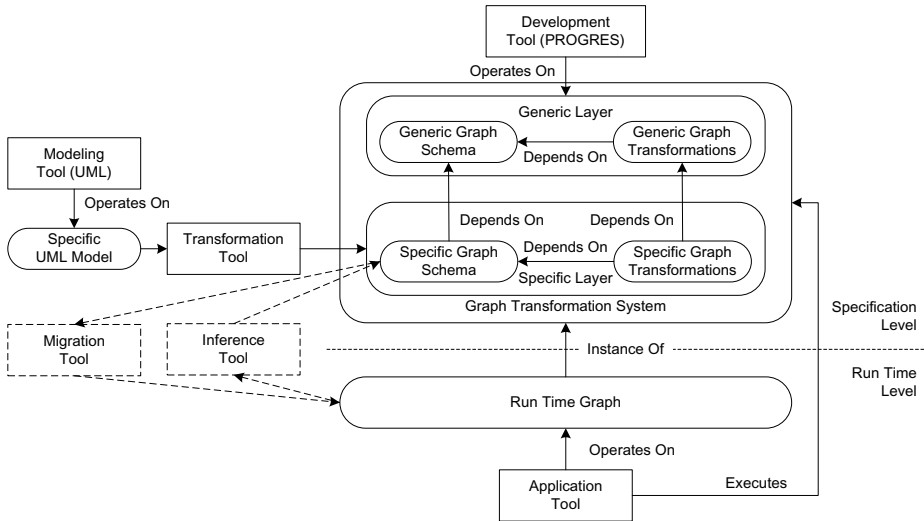 Development
Tool (PROGRES)
Operates On
Generic Layer
Generic Graph
Schema
Generic Graph
Transformations
Depends On
Modeling
Tool (UML)
Operates On
Depends On
Depends On
Specific
UML Model
Transformation
Tool
Specific Graph
Schema
Depends On
Specific Graph
Transformations
Specific Layer
Graph Transformation System
Specification
Level
Migration
Tool
Inference
Tool
Instance Of
Run Time
Level
Run Time Graph
Operates On
Application
Tool
Executes